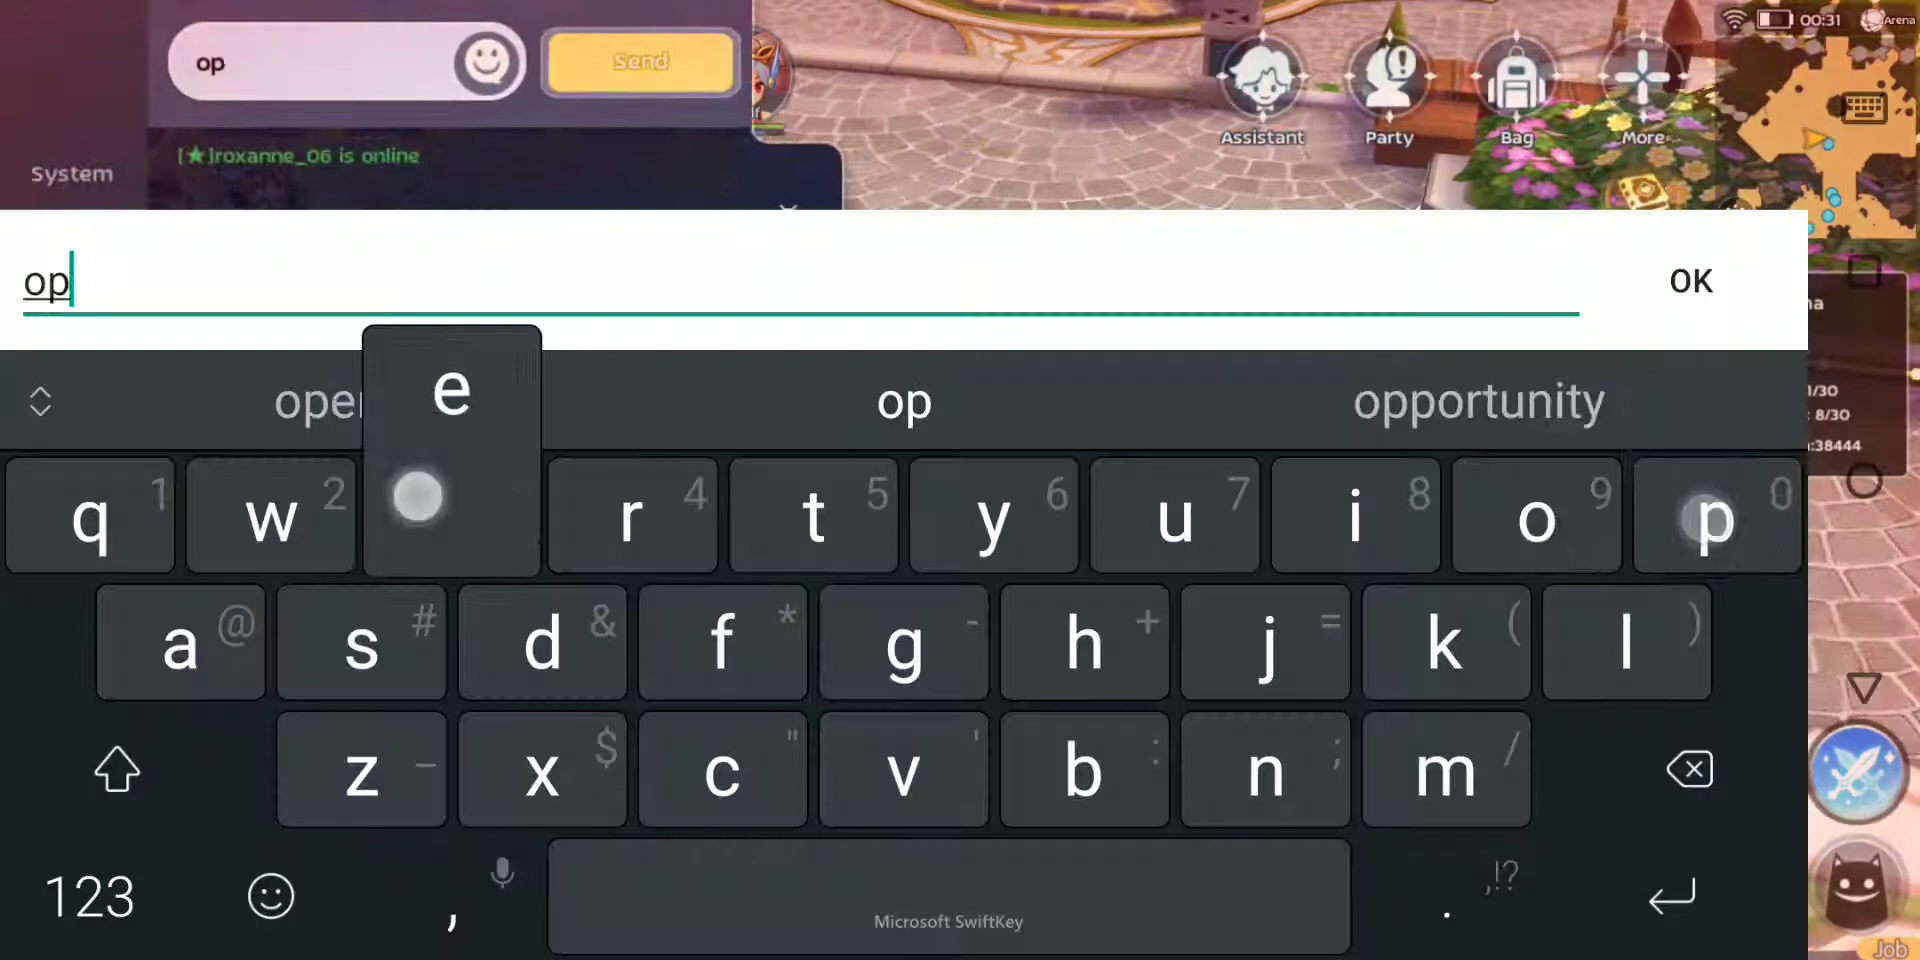 op
Send
00:31
Arena
Assistant
Party
Bag
More
System
[★]roxanne_06 is online
op
OK
1/30
: 8/30
:38444
e
op
opportunity
q 1 w 2 r 4 t 5 y 6 u 7 i 8 o 9 p 0
a @ s # d & f * g - h + j = k ( l )
z – x $ c " v ' b : n ; m /
123 , Microsoft SwiftKey . ,!?
Job